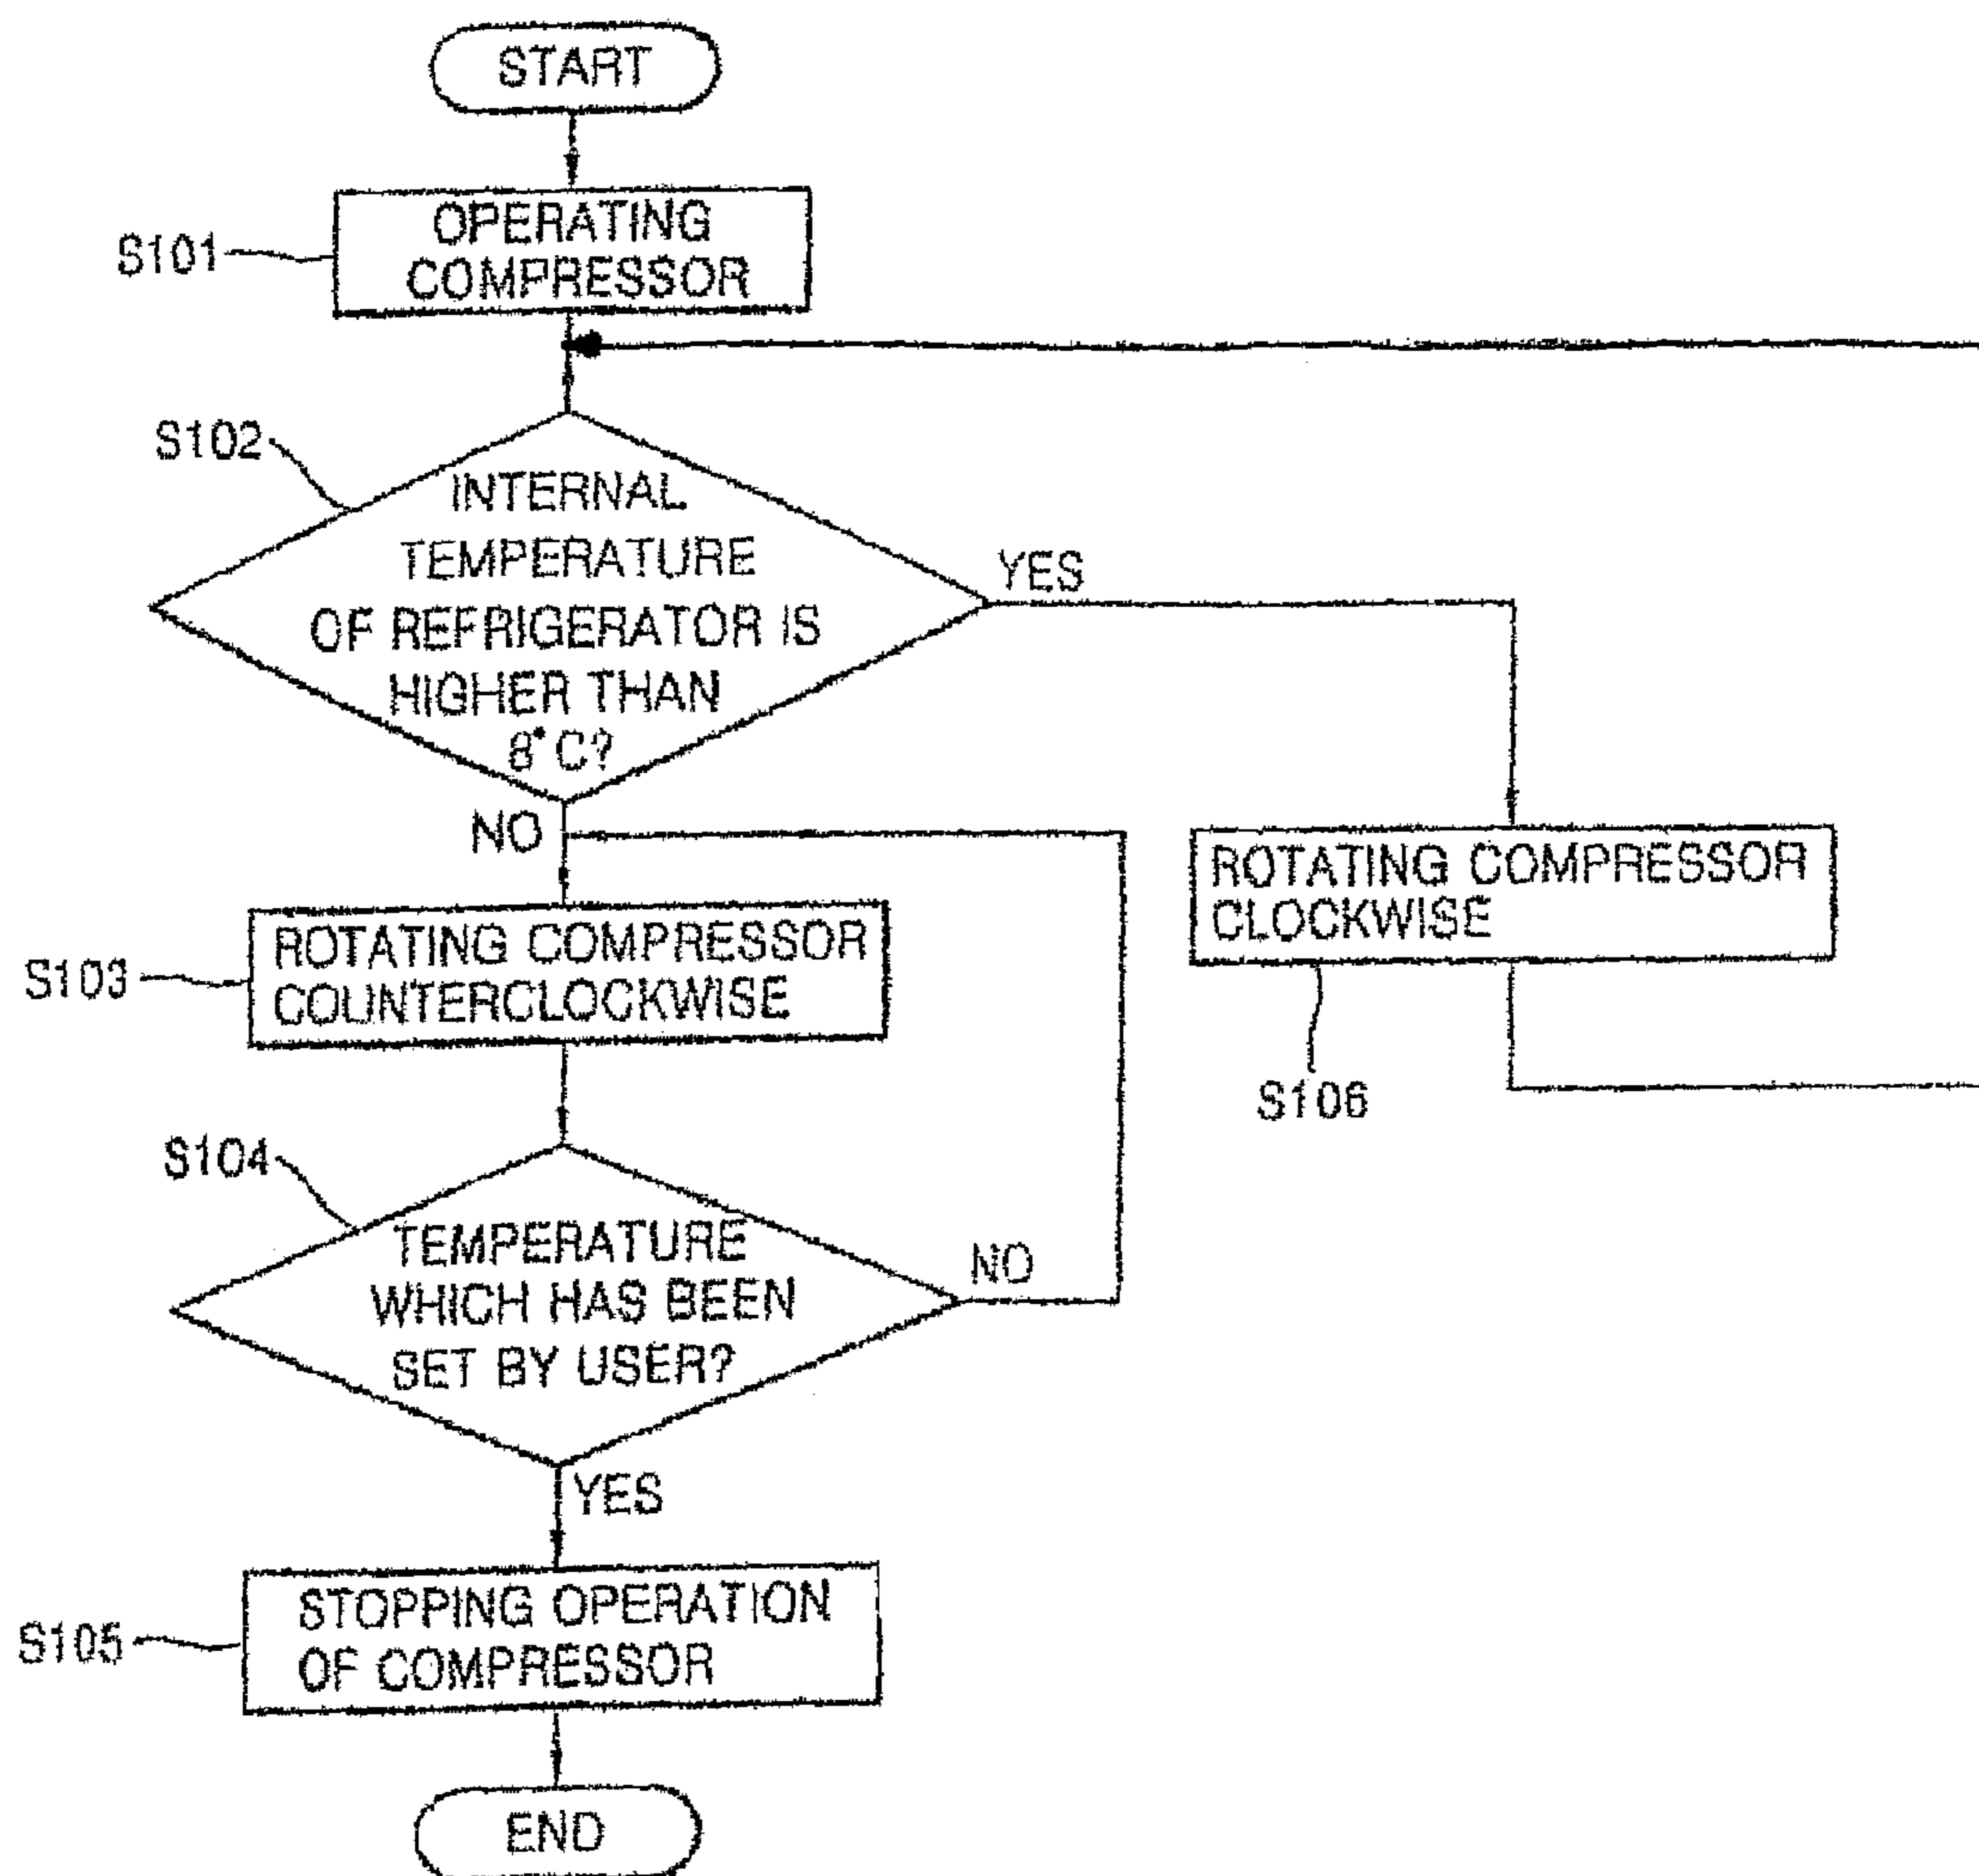 START
S101
OPERATING
COMPRESSOR
S102
INTERNAL
TEMPERATURE
OF REFRIGERATOR IS
HIGHER THAN
8°C?
YES
NO
ROTATING COMPRESSOR
CLOCKWISE
S106
S103
ROTATING COMPRESSOR
COUNTERCLOCKWISE
S104
TEMPERATURE
WHICH HAS BEEN
SET BY USER?
NO
YES
S105
STOPPING OPERATION
OF COMPRESSOR
END